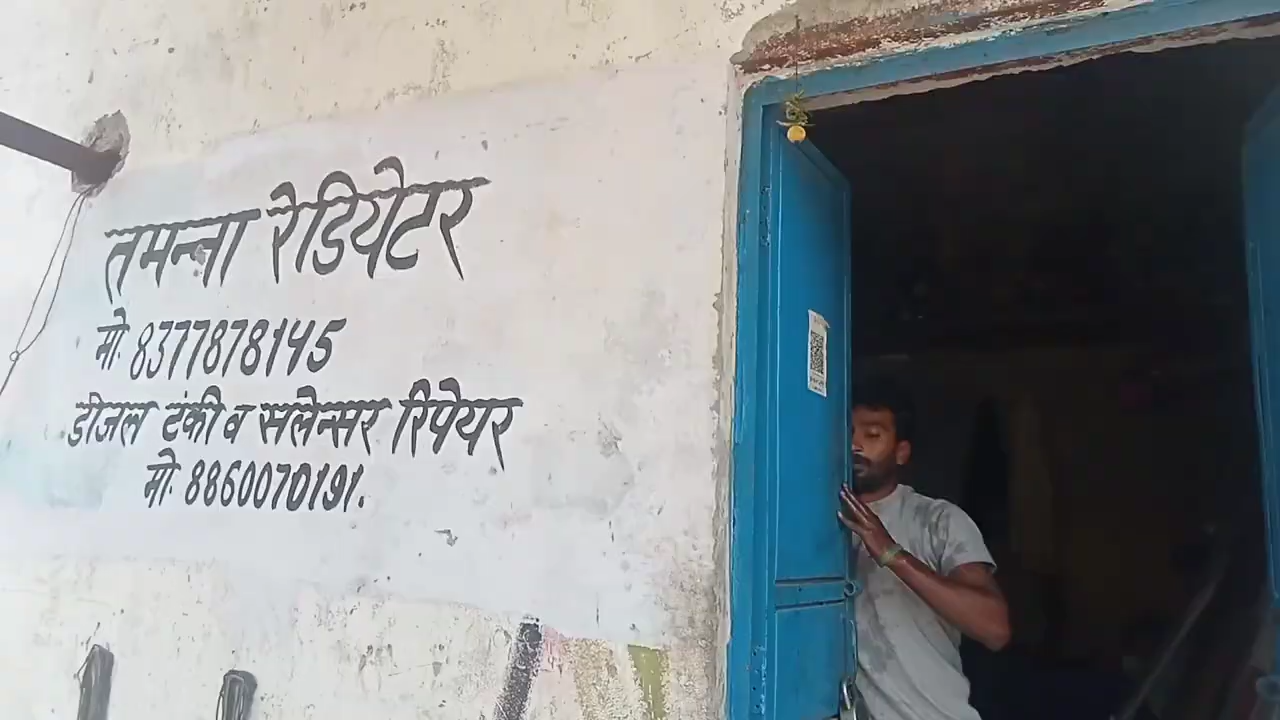 तमन्ना रेडियेटर
मो: 8377878145
डीजल टंकी व सलेन्सर रिपेयर
मो: 8860070191.